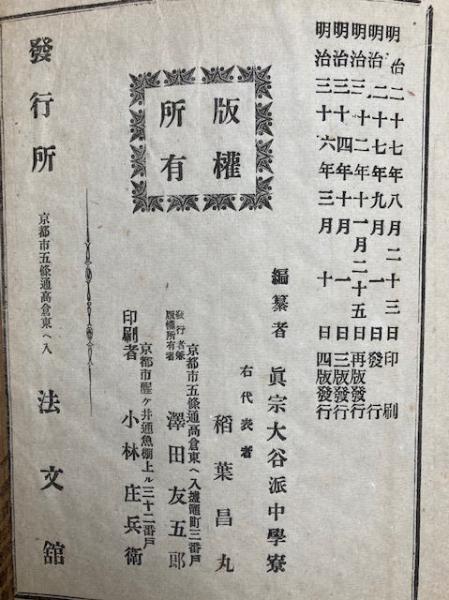 明治二十七年八月二十三日印刷
明治二十七年九月一日發行
明治三十二年十一月二十五日再版發行
明治三十四年十月一日三版發行
明治三十六年三月十日四版發行
版權
所有
編纂者 眞宗大谷派中學寮
右代表者
稻葉昌丸
京都市五條通高倉東ヘ入堀詰町三番戸
發行者兼
版權所有者
澤田友五郎
京都市醒ケ井通魚棚上ル三十二番戸
印刷者 小林庄兵衛
發行所 京都市五條通高倉東ヘ入 法文舘